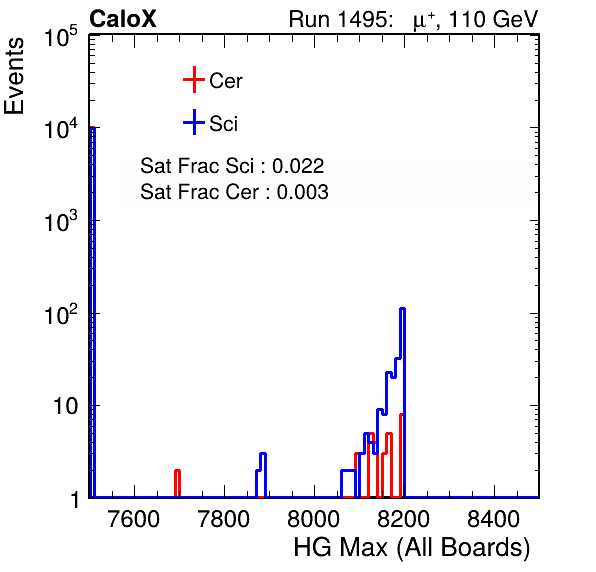 CaloX Run 1495: μ⁺, 110 GeV
Events
Cer
Sci
Sat Frac Sci : 0.022
Sat Frac Cer : 0.003
10⁵
10⁴
10³
10²
10
1
7600 7800 8000 8200 8400
HG Max (All Boards)